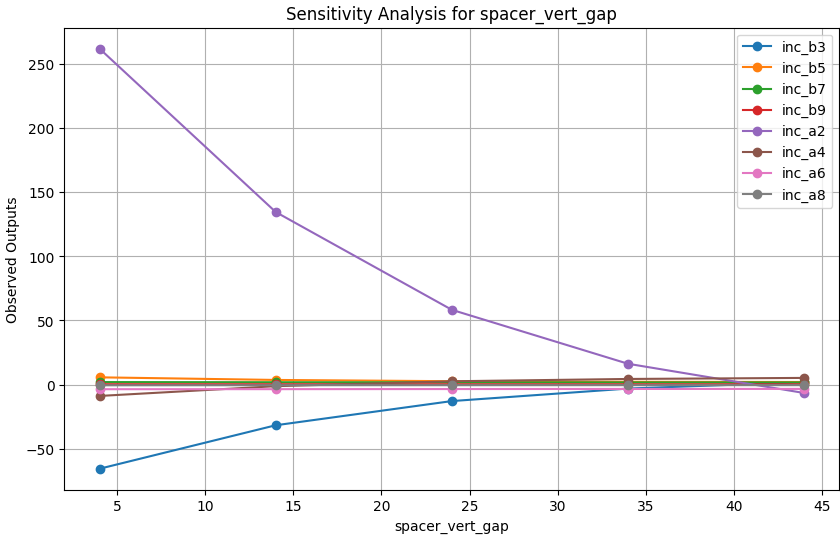 Sensitivity Analysis for spacer_vert_gap
Observed Outputs
250
200
150
100
50
0
−50
5
10
15
20
25
30
35
40
45
spacer_vert_gap
inc_b3
inc_b5
inc_b7
inc_b9
inc_a2
inc_a4
inc_a6
inc_a8